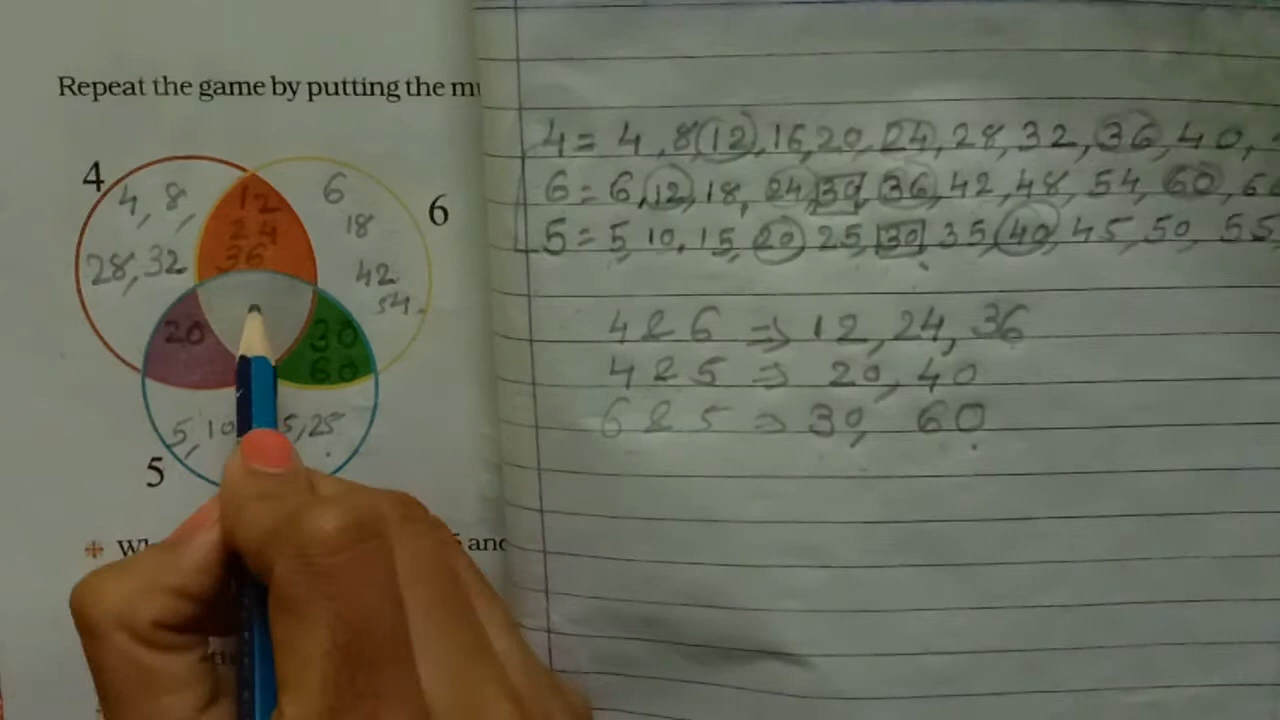 Repeat the game by putting the
4
4, 8,
12
24
36
6
18
6
28, 32
42
54
20
30
60
5, 10
5, 25
5
and
4 = 4, 8, 12, 16, 20, 24, 28, 32, 36, 40,
6 = 6, 12, 18, 24, 30, 36, 42, 48, 54, 60,
5 = 5, 10, 15, 20 25, 30, 35, 40, 45, 50, 55,
4 & 6 ⇒ 12, 24, 36
4 & 5 ⇒ 20, 40
6 & 5 ⇒ 30, 60